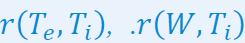 r(T_e, T_i), .r(W, T_i)